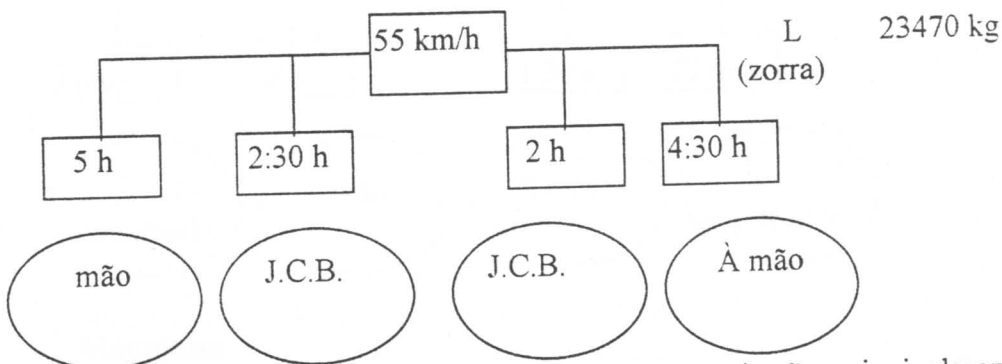 55 km/h
L 23470 kg
(zorra)
5 h 2:30 h 2 h 4:30 h
mão J.C.B. J.C.B. À mão